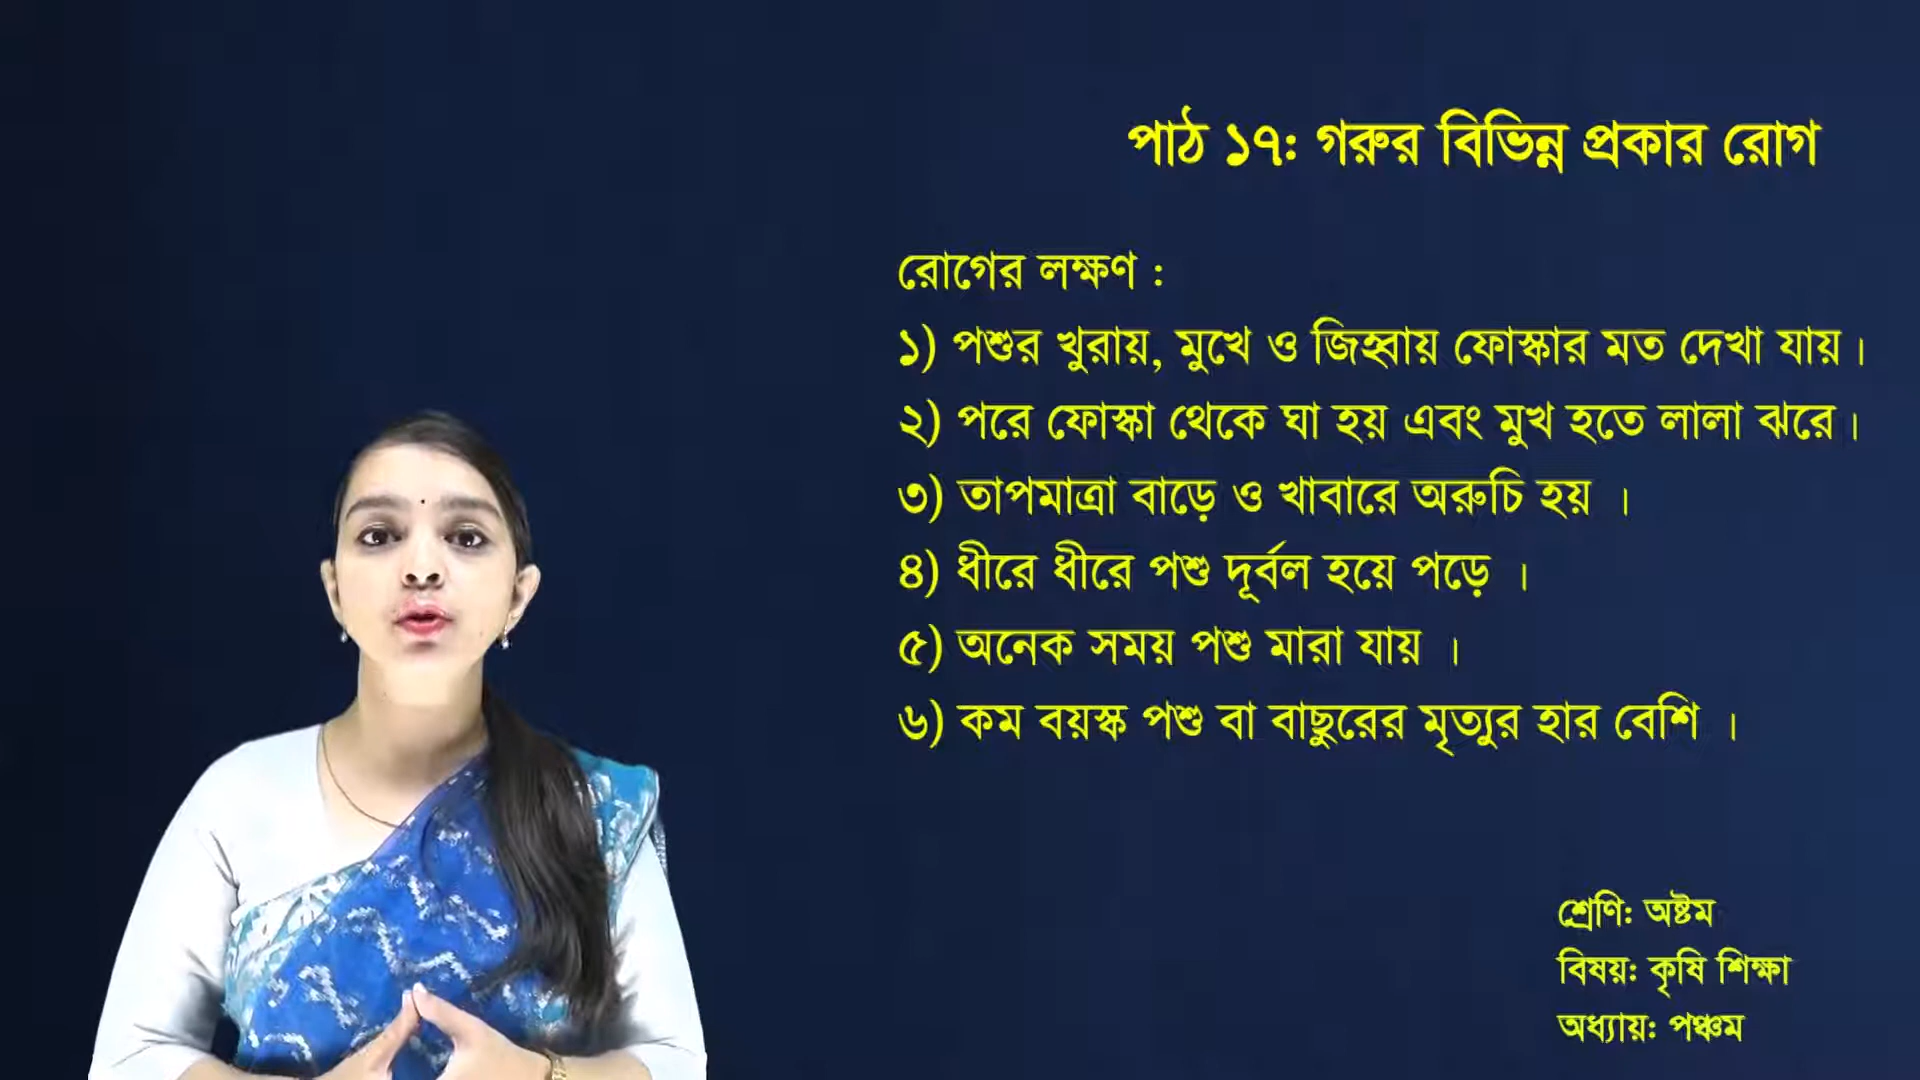 পাঠ ১৭: গরুর বিভিন্ন প্রকার রোগ
রোগের লক্ষণ :
১) পশুর খুরায়, মুখে ও জিহ্বায় ফোস্কার মত দেখা যায়।
২) পরে ফোস্কা থেকে ঘা হয় এবং মুখ হতে লালা ঝরে।
৩) তাপমাত্রা বাড়ে ও খাবারে অরুচি হয় ।
৪) ধীরে ধীরে পশু দূর্বল হয়ে পড়ে ।
৫) অনেক সময় পশু মারা যায় ।
৬) কম বয়স্ক পশু বা বাছুরের মৃত্যুর হার বেশি ।
শ্রেণি: অষ্টম
বিষয়: কৃষি শিক্ষা
অধ্যায়: পঞ্চম